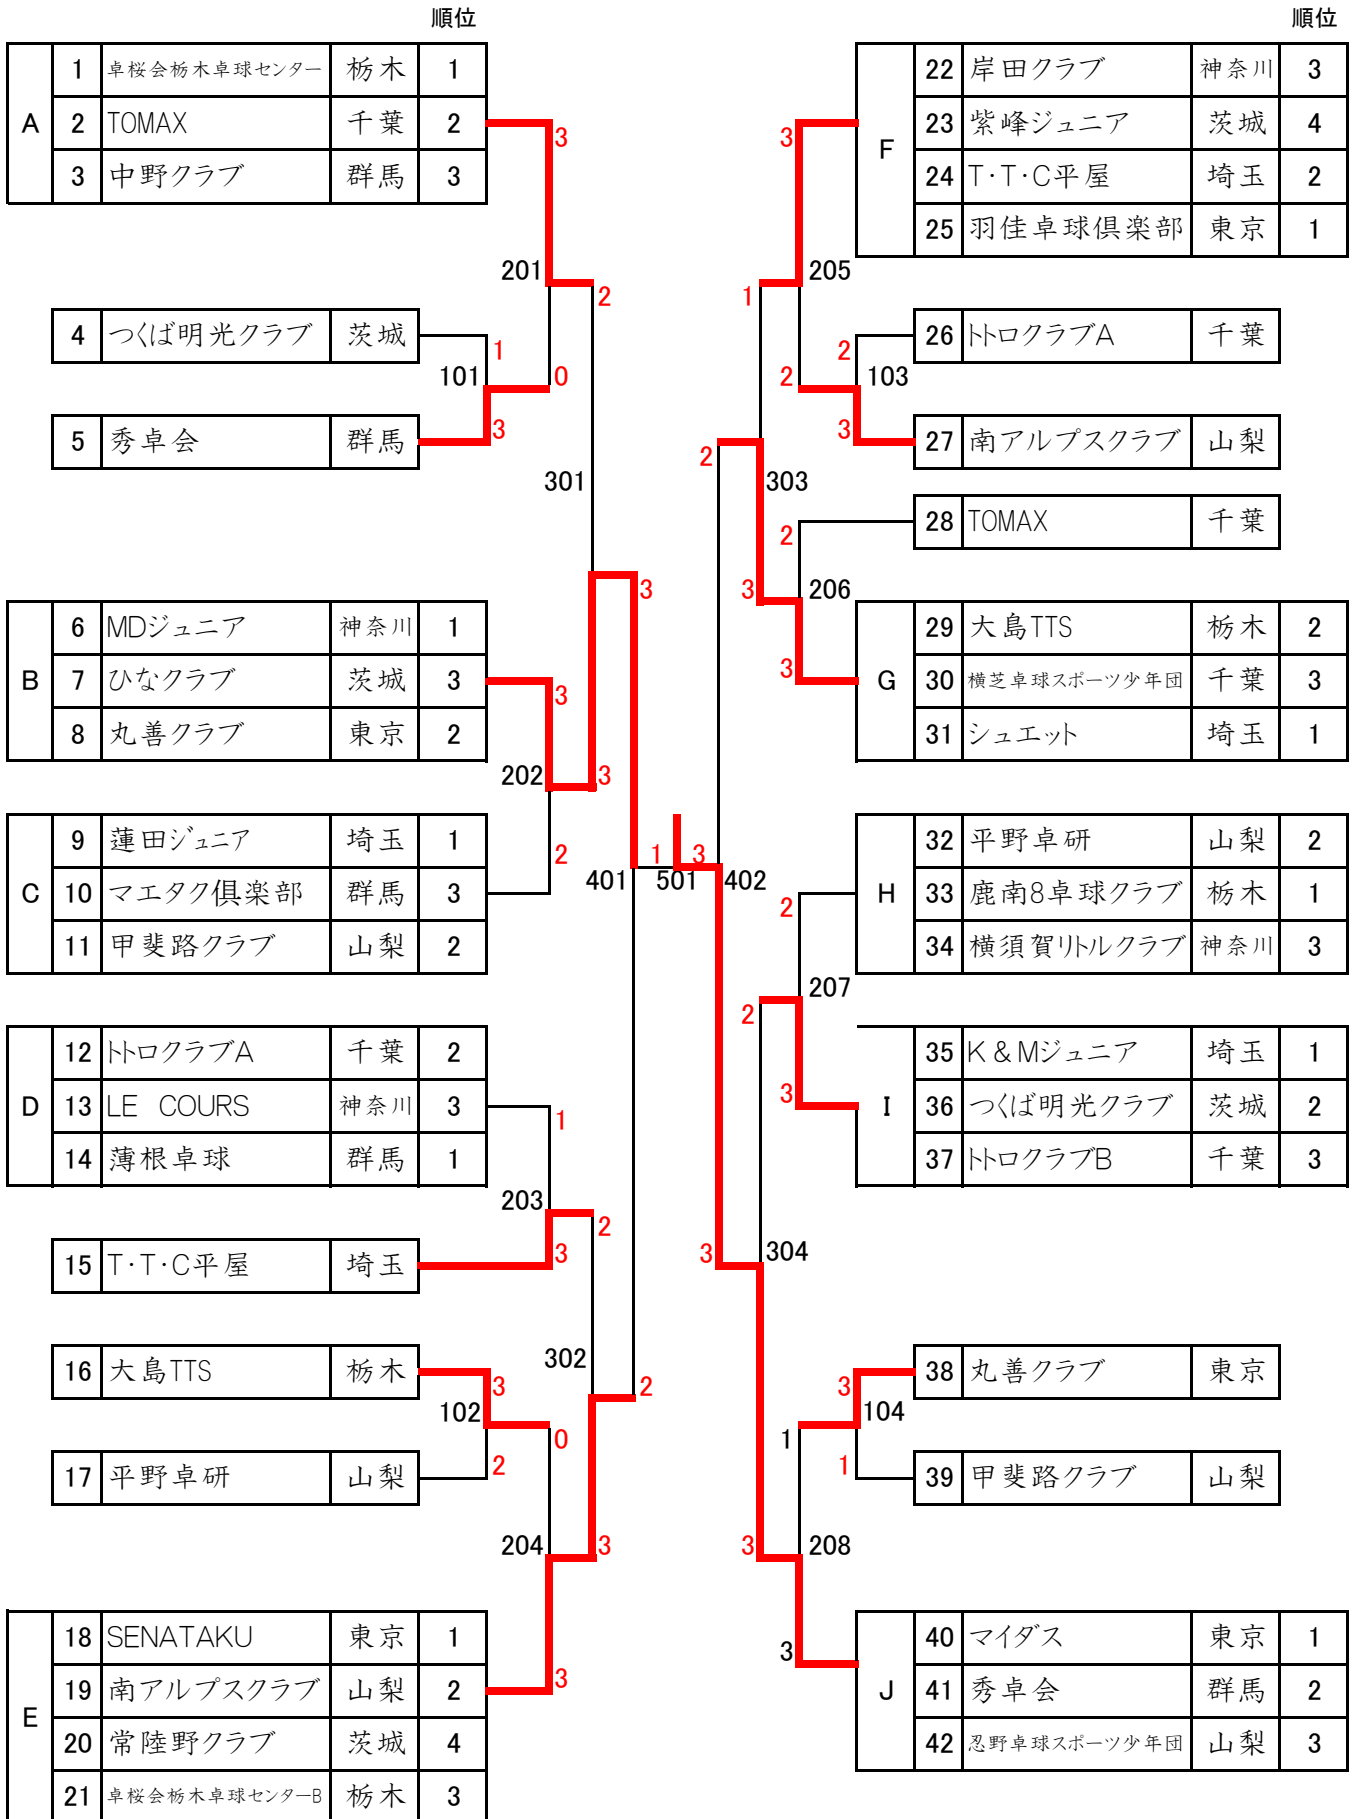 順位
A
1 卓桜会栃木卓球センター 栃木 1
2 TOMAX 千葉 2
3 中野クラブ 群馬 3
3
201
2
4 つくば明光クラブ 茨城
1
101
0
3
5 秀卓会 群馬
301
3
B
6 MDジュニア 神奈川 1
7 ひなクラブ 茨城 3
8 丸善クラブ 東京 2
3
202
3
C
9 蓮田ジュニア 埼玉 1
10 マエタク倶楽部 群馬 3
11 甲斐路クラブ 山梨 2
2
401
1
501
3
402
D
12 トトロクラブA 千葉 2
13 LE COURS 神奈川 3
14 薄根卓球 群馬 1
1
203
2
3
15 T・T・C平屋 埼玉
302
2
16 大島TTS 栃木
3
102
0
2
17 平野卓研 山梨
204
3
E
18 SENATAKU 東京 1
19 南アルプスクラブ 山梨 2
20 常陸野クラブ 茨城 4
21 卓桜会栃木卓球センターB 栃木 3
3
順位
F
22 岸田クラブ 神奈川 3
23 紫峰ジュニア 茨城 4
24 T・T・C平屋 埼玉 2
25 羽佳卓球倶楽部 東京 1
3
205
1
26 トトロクラブA 千葉
2
103
2
3
27 南アルプスクラブ 山梨
2
303
28 TOMAX 千葉
2
206
3
G
29 大島TTS 栃木 2
30 横芝卓球スポーツ少年団 千葉 3
31 シュエット 埼玉 1
3
H
32 平野卓研 山梨 2
33 鹿南8卓球クラブ 栃木 1
34 横須賀リトルクラブ 神奈川 3
2
207
2
I
35 K&Mジュニア 埼玉 1
36 つくば明光クラブ 茨城 2
37 トトロクラブB 千葉 3
3
3
304
38 丸善クラブ 東京
3
104
1
1
39 甲斐路クラブ 山梨
3
208
J
40 マイダス 東京 1
41 秀卓会 群馬 2
42 忍野卓球スポーツ少年団 山梨 3
3